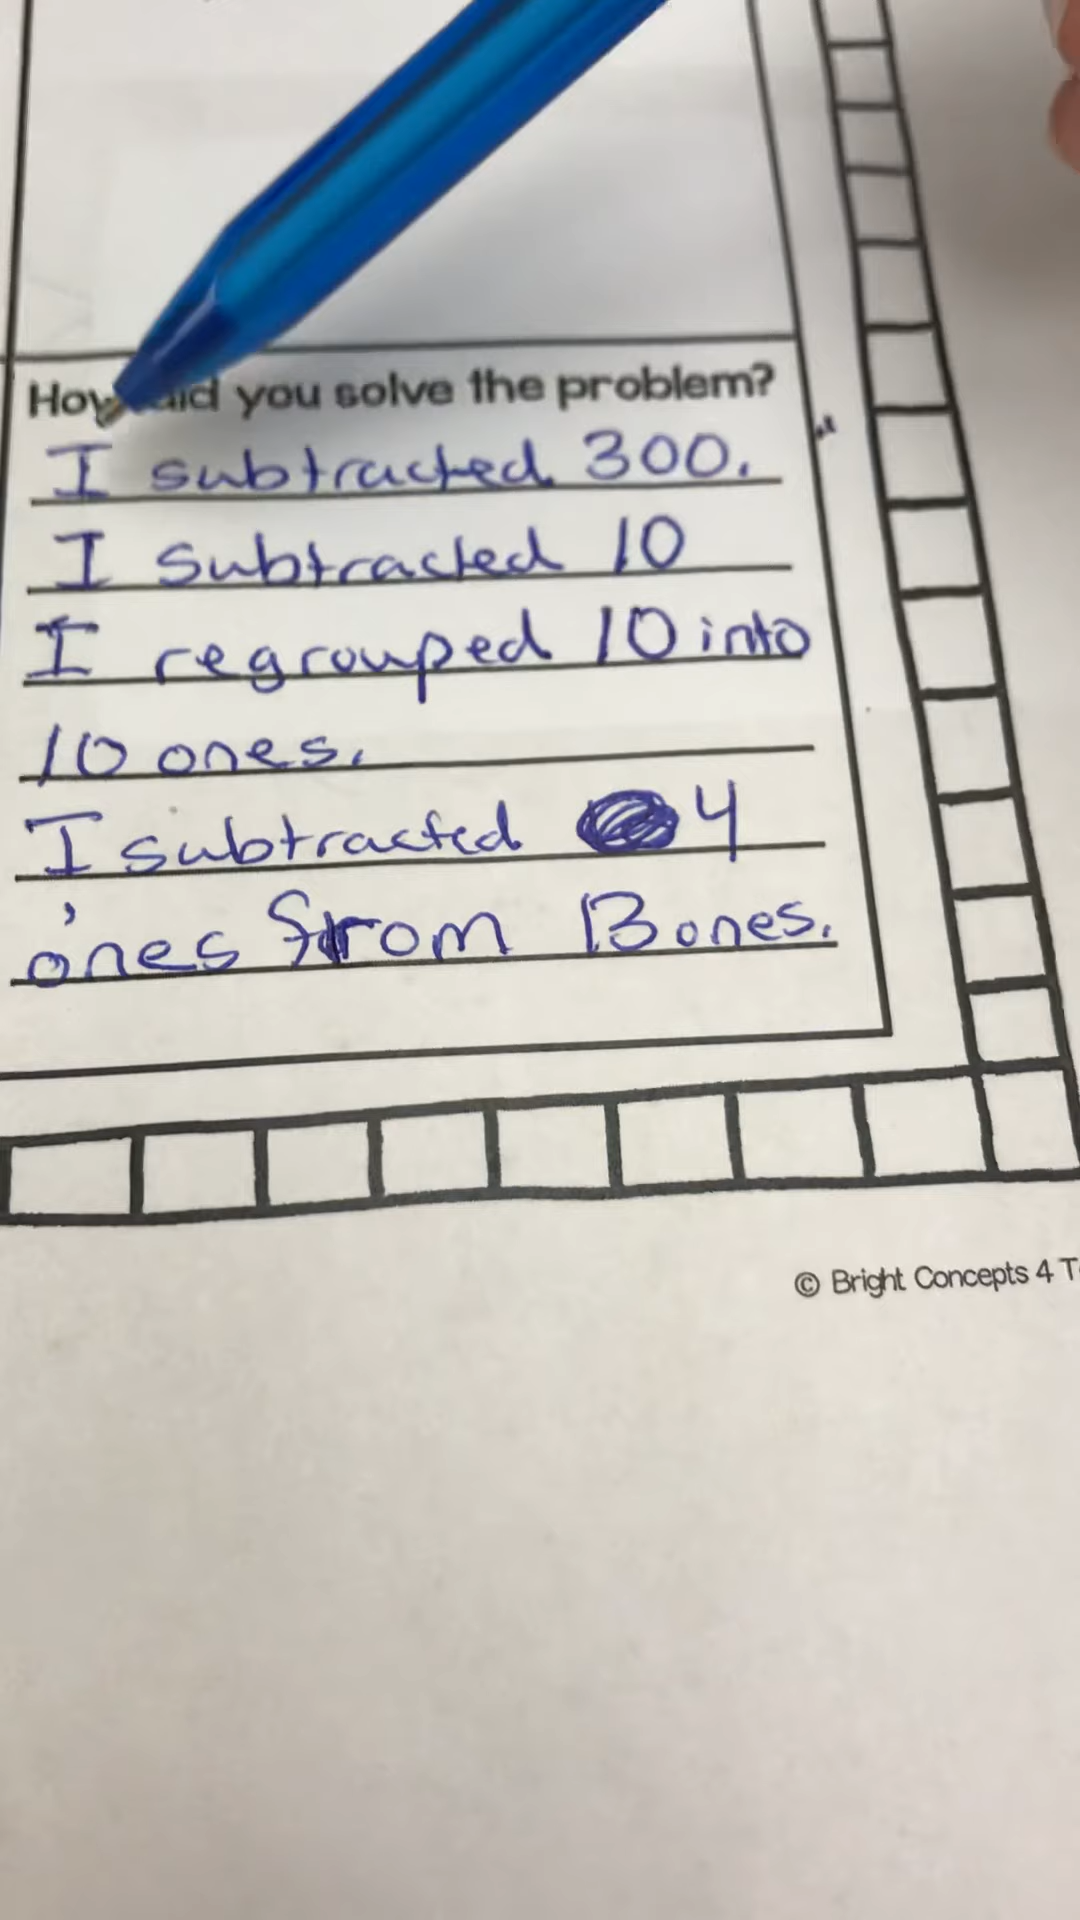 How did you solve the problem?
I subtracted 300.
I subtracted 10
I regrouped 10 into
10 ones.
I subtracted 4
ones from 13 ones.
© Bright Concepts 4 T